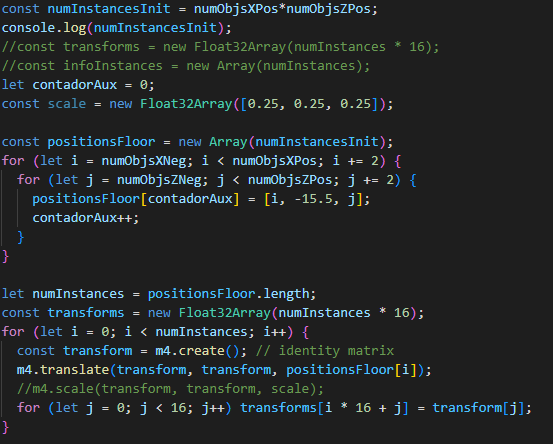 const numInstancesInit = numObjsXPos*numObjsZPos;
console.log(numInstancesInit);
//const transforms = new Float32Array(numInstances * 16);
//const infoInstances = new Array(numInstances);
let contadorAux = 0;
const scale = new Float32Array([0.25, 0.25, 0.25]);

const positionsFloor = new Array(numInstancesInit);
for (let i = numObjsXNeg; i < numObjsXPos; i += 2) {
  for (let j = numObjsZNeg; j < numObjsZPos; j += 2) {
    positionsFloor[contadorAux] = [i, -15.5, j];
    contadorAux++;
  }
}

let numInstances = positionsFloor.length;
const transforms = new Float32Array(numInstances * 16);
for (let i = 0; i < numInstances; i++) {
  const transform = m4.create(); // identity matrix
  m4.translate(transform, transform, positionsFloor[i]);
  //m4.scale(transform, transform, scale);
  for (let j = 0; j < 16; j++) transforms[i * 16 + j] = transform[j];
}